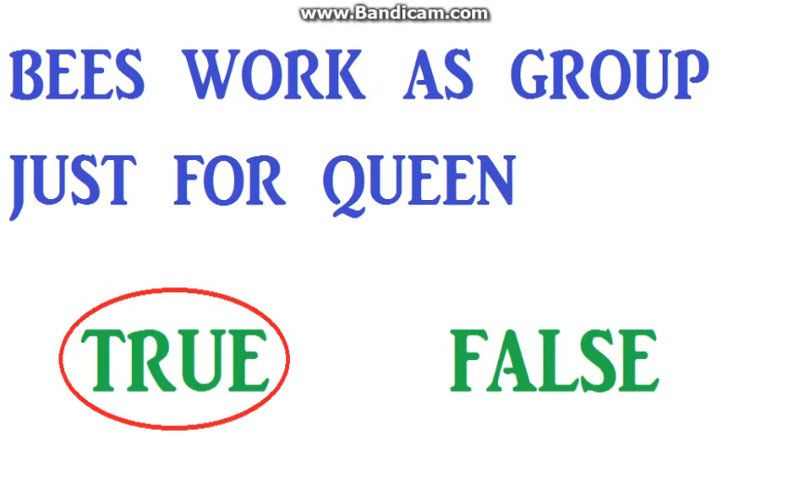 www.Bandicam.com
BEES WORK AS GROUP
JUST FOR QUEEN
TRUE FALSE